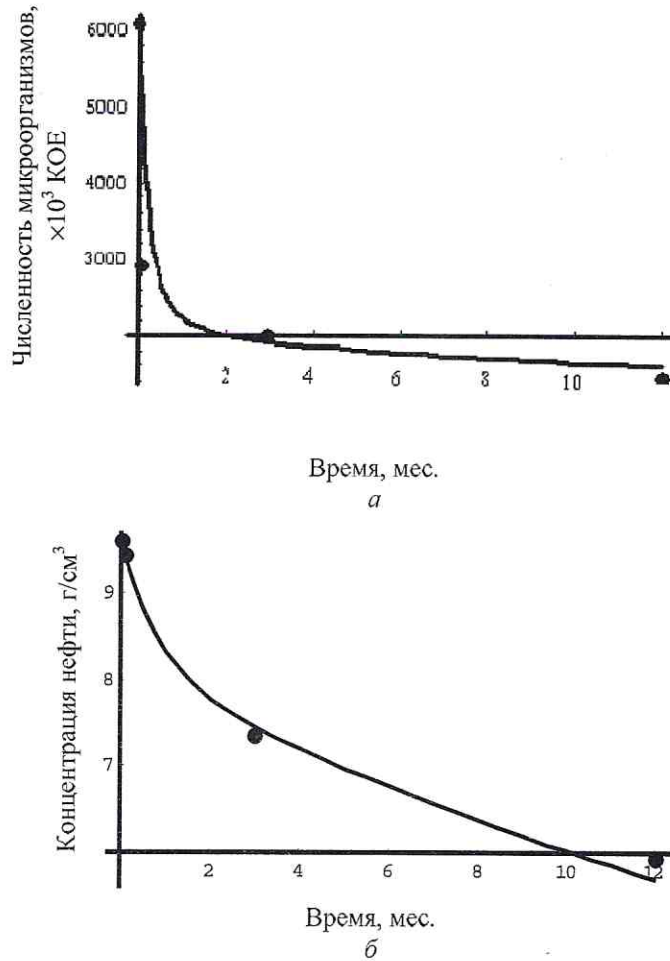 Численность микроорганизмов,
×10³ КОЕ
6000
5000
4000
3000
2
4
6
8
10
Время, мес.
а
Концентрация нефти, г/см³
9
8
7
2
4
6
8
10
12
Время, мес.
б